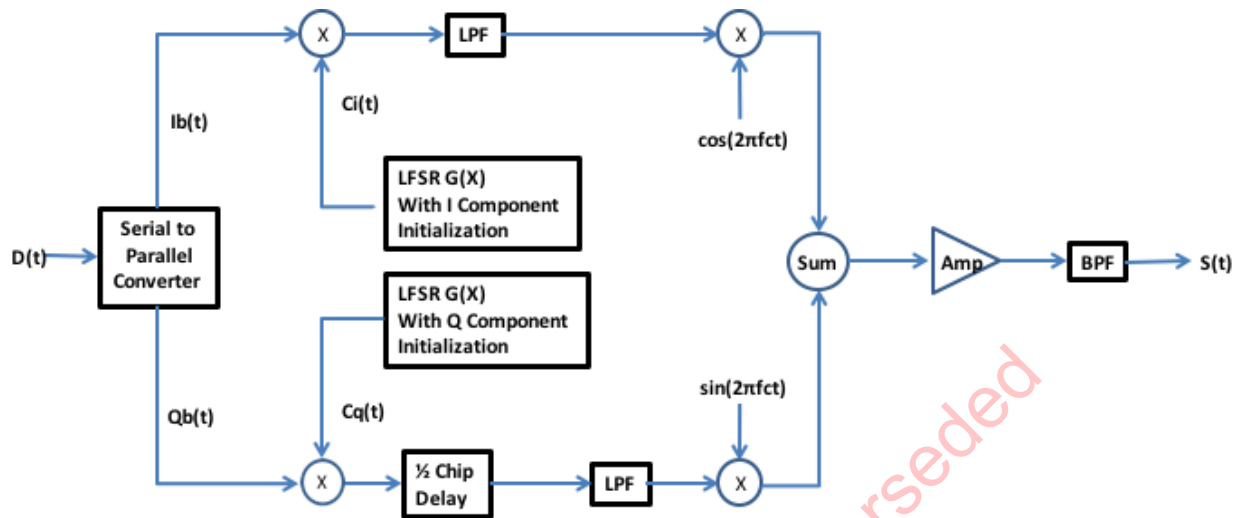 X
LPF
X
Ib(t)
Ci(t)
cos(2πfct)
LFSR G(X)
With I Component
Initialization
D(t)
Serial to
Parallel
Converter
Sum
Amp
BPF
S(t)
LFSR G(X)
With Q Component
Initialization
Qb(t)
Cq(t)
sin(2πfct)
X
½ Chip
Delay
LPF
X
rseded